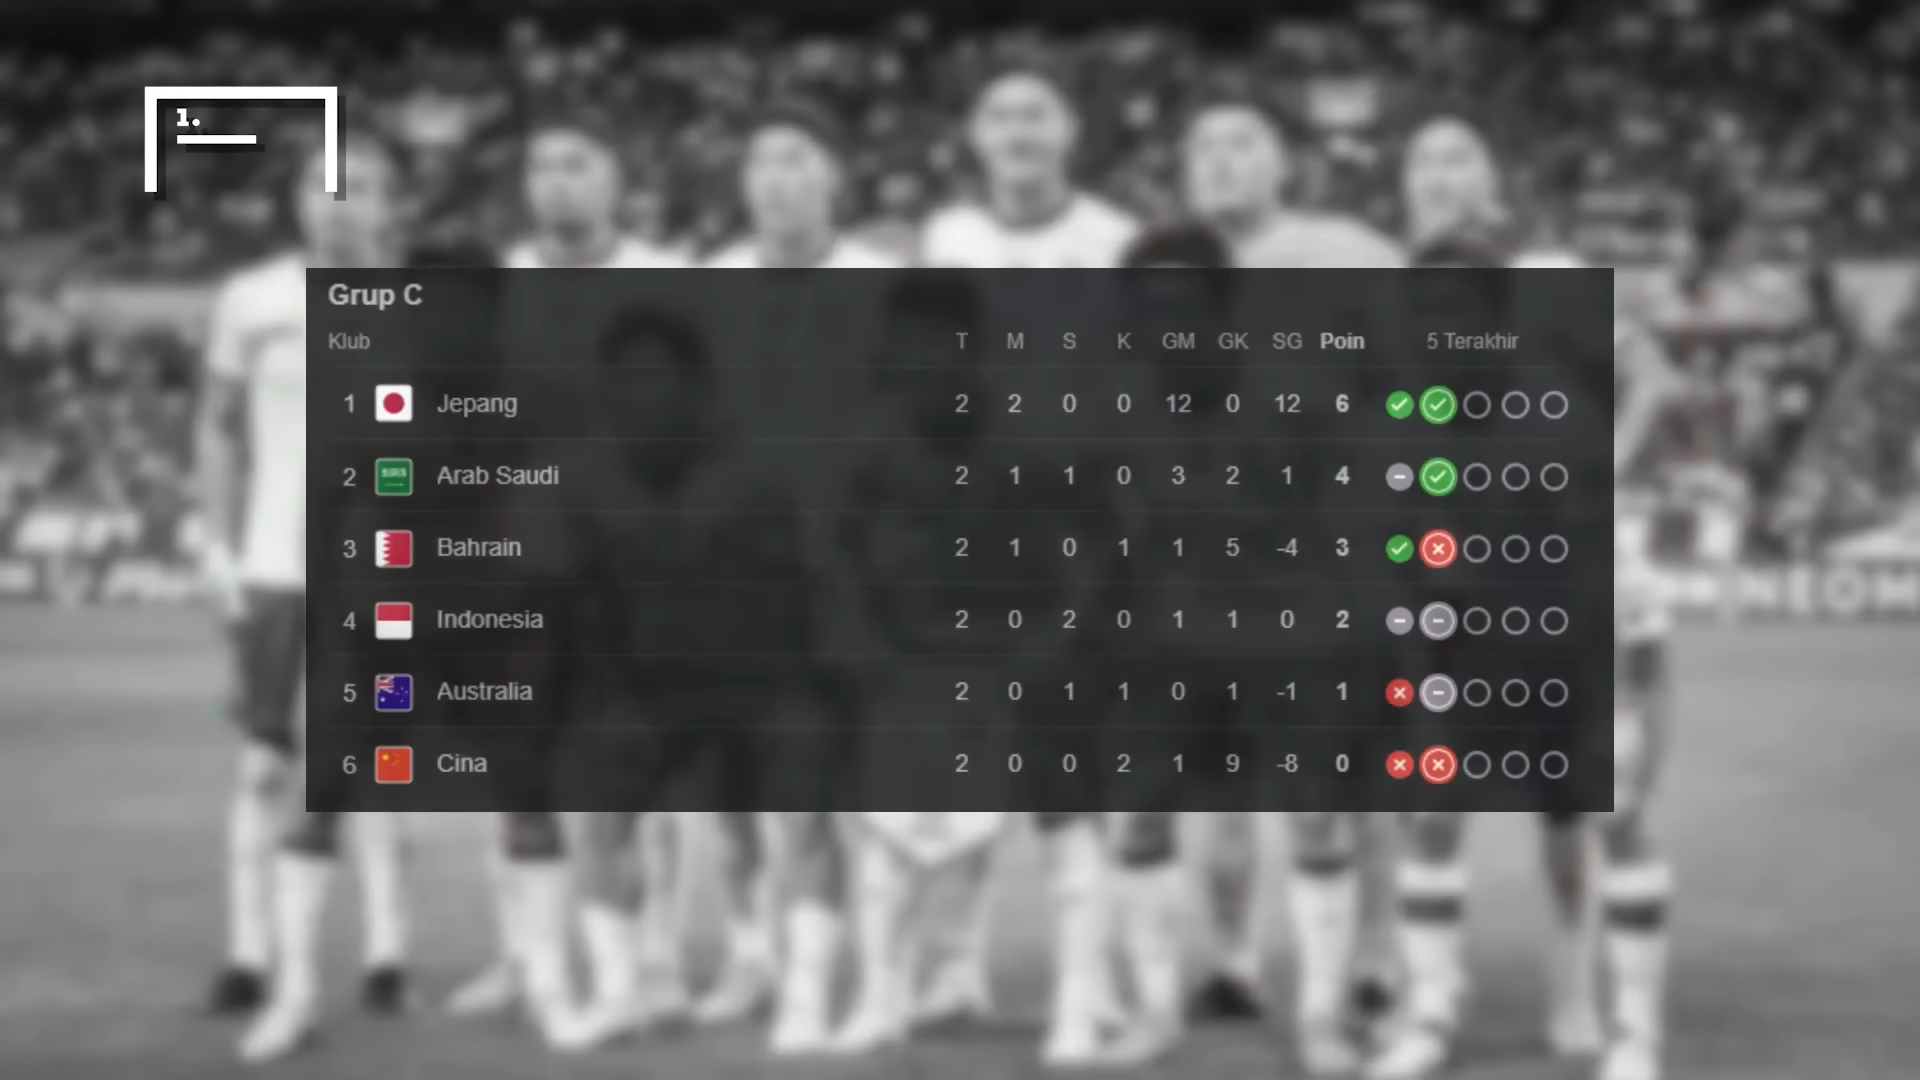 1.
Grup C
Klub T M S K GM GK SG Poin 5 Terakhir
1 Jepang 2 2 0 0 12 0 12 6
2 Arab Saudi 2 1 1 0 3 2 1 4
3 Bahrain 2 1 0 1 1 5 -4 3
4 Indonesia 2 0 2 0 1 1 0 2
5 Australia 2 0 1 1 0 1 -1 1
6 Cina 2 0 0 2 1 9 -8 0
NEOM